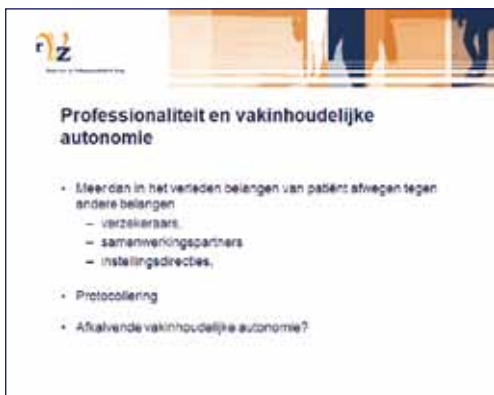 rvz
Professionaliteit en vakinhoudelijke
autonomie
• Meer dan in het verleden belangen van patiënt afwegen tegen
andere belangen
– verzekeraars,
– samenwerkingspartners
– instellingsdirecties,
• Protocollering
• Afkalvende vakinhoudelijke autonomie?